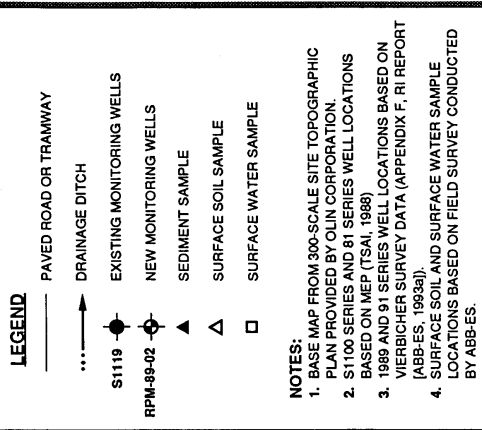 LEGEND
PAVED ROAD OR TRAMWAY
DRAINAGE DITCH
S1119 EXISTING MONITORING WELLS
RPM-89-02 NEW MONITORING WELLS
SEDIMENT SAMPLE
SURFACE SOIL SAMPLE
SURFACE WATER SAMPLE
NOTES:
1. BASE MAP FROM 300-SCALE SITE TOPOGRAPHIC
PLAN PROVIDED BY OLIN CORPORATION.
2. S1100 SERIES AND 81 SERIES WELL LOCATIONS
BASED ON MEP (TSAI, 1988)
3. 1989 AND 91 SERIES WELL LOCATIONS BASED ON
VIERBICHER SURVEY DATA (APPENDIX F, RI REPORT
[ABB-ES, 1993a]).
4. SURFACE SOIL AND SURFACE WATER SAMPLE
LOCATIONS BASED ON FIELD SURVEY CONDUCTED
BY ABB-ES.